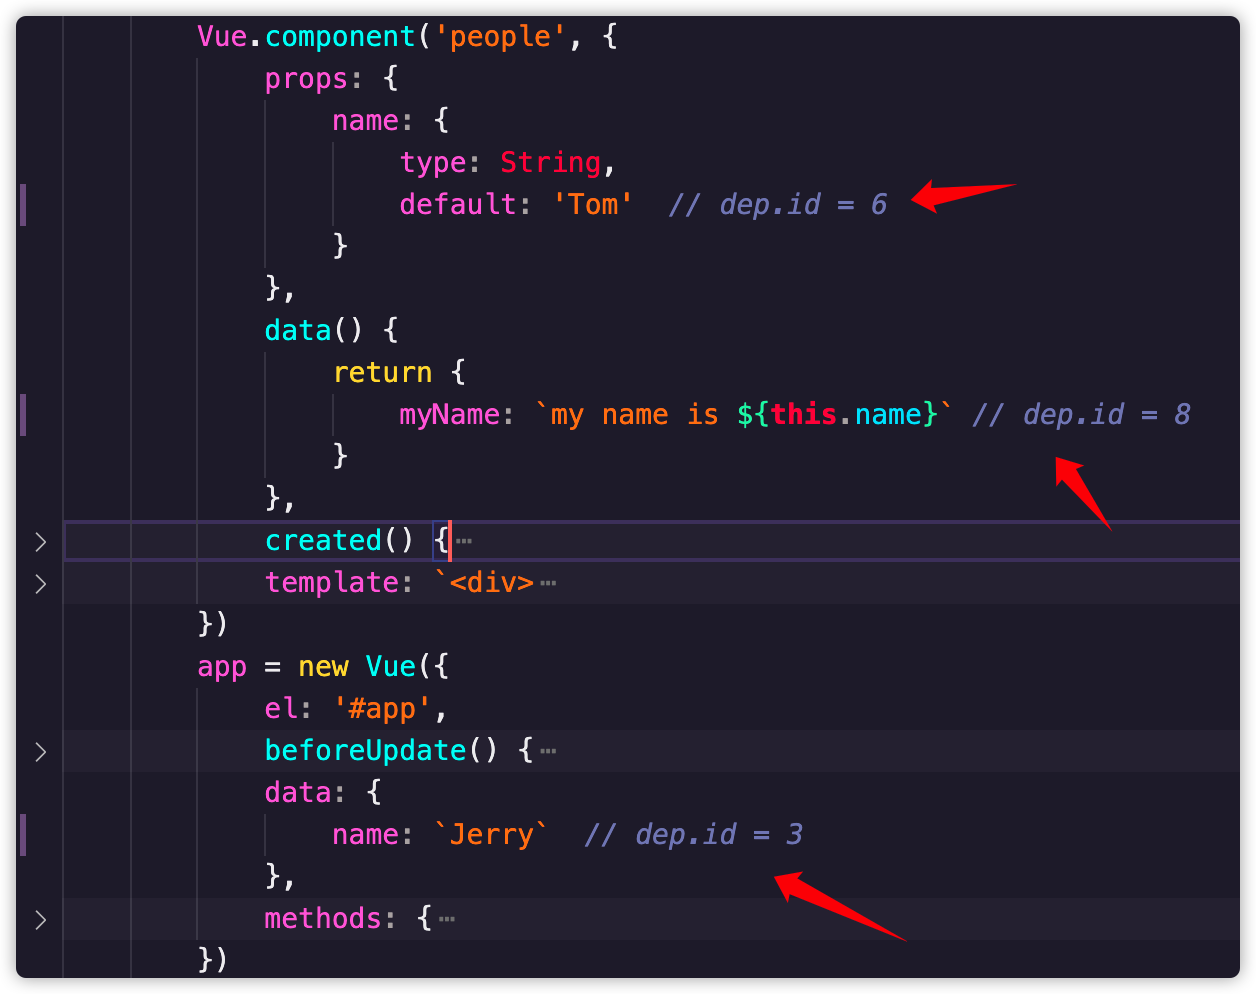 Vue.component('people', {
props: {
name: {
type: String,
default: 'Tom'  // dep.id = 6
}
},
data() {
return {
myName: `my name is ${this.name}` // dep.id = 8
}
},
created() {⋯
template: `<div>⋯
})
app = new Vue({
el: '#app',
beforeUpdate() {⋯
data: {
name: `Jerry`  // dep.id = 3
},
methods: {⋯
})